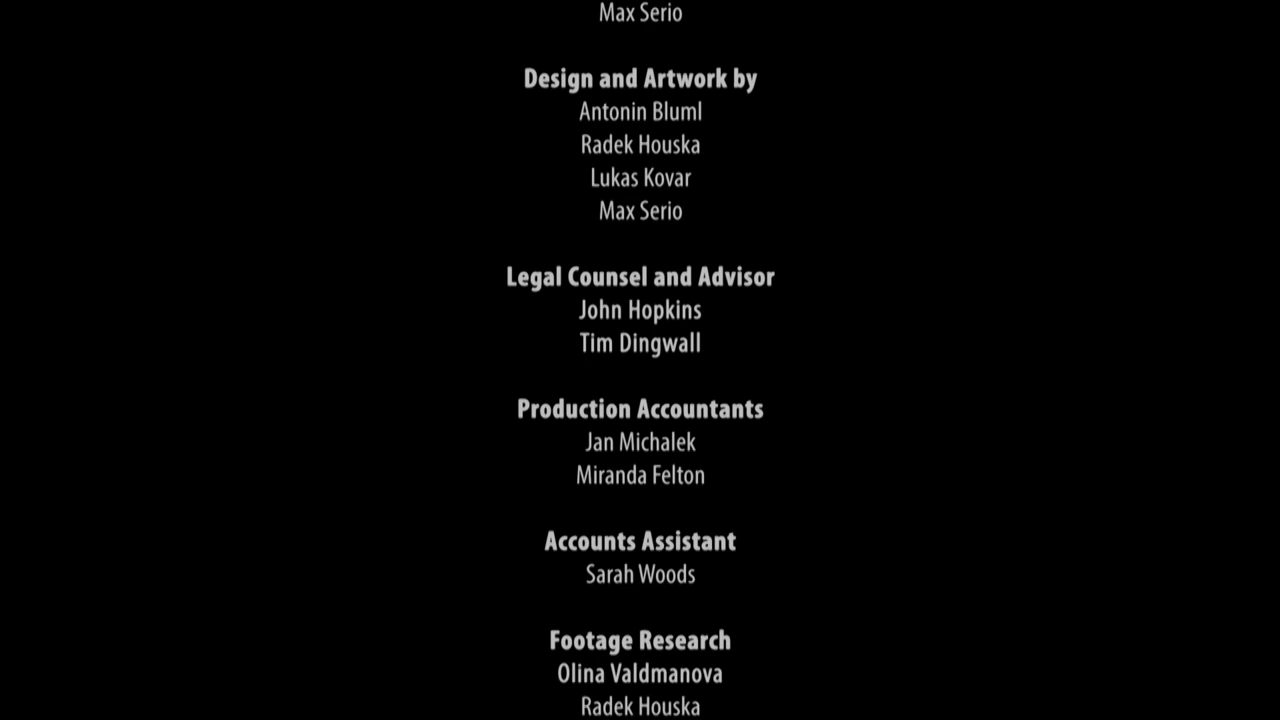 Max Serio
Design and Artwork by
Antonin Bluml
Radek Houska
Lukas Kovar
Max Serio
Legal Counsel and Advisor
John Hopkins
Tim Dingwall
Production Accountants
Jan Michalek
Miranda Felton
Accounts Assistant
Sarah Woods
Footage Research
Olina Valdmanova
Radek Houska